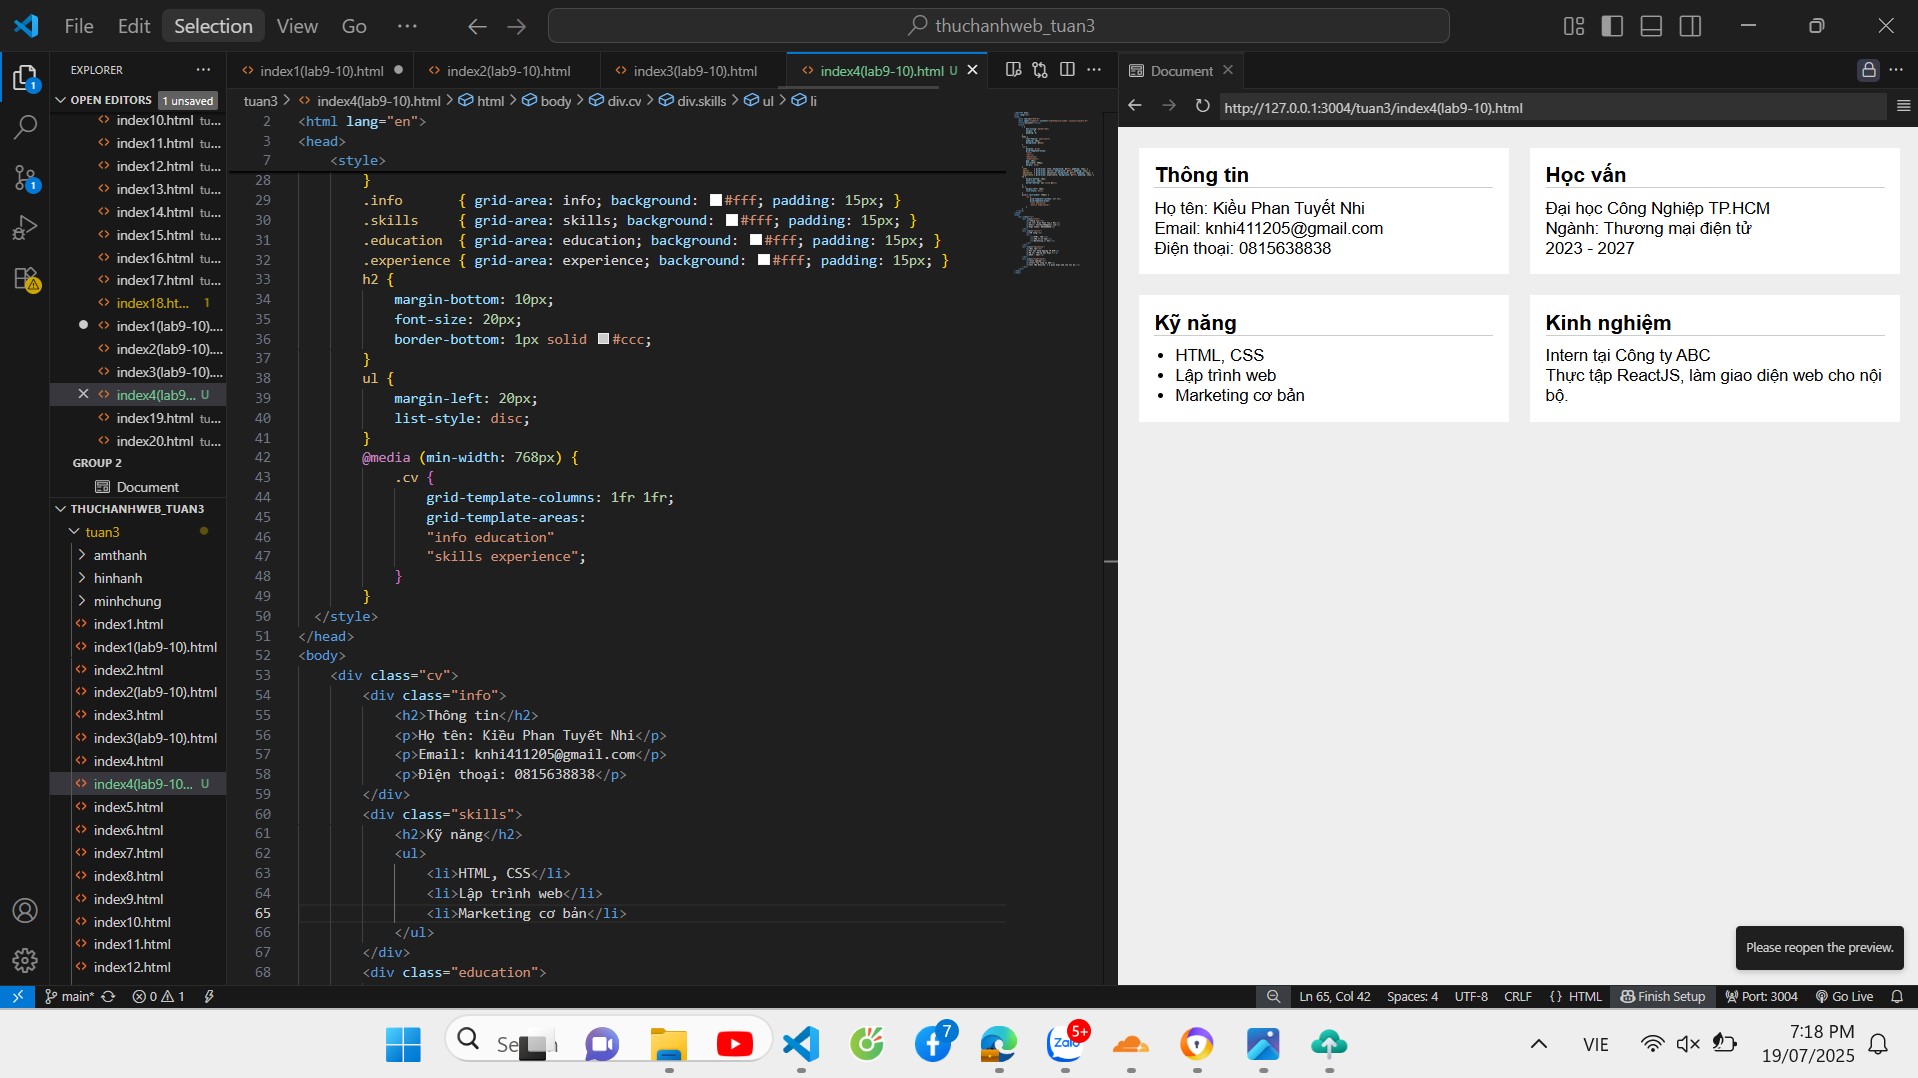 File Edit Selection View Go ··· thuchanhweb_tuan3
EXPLORER
OPEN EDITORS 1 unsaved
index10.html tu...
index11.html tu...
index12.html tu...
index13.html tu...
index14.html tu...
index15.html tu...
index16.html tu...
index17.html tu...
index18.ht... 1
index1(lab9-10)....
index2(lab9-10)....
index3(lab9-10)....
index4(lab9... U
index19.html tu...
index20.html tu...
GROUP 2
Document
THUCHANHWEB_TUAN3
tuan3
amthanh
hinhanh
minhchung
index1.html
index1(lab9-10).html
index2.html
index2(lab9-10).html
index3.html
index3(lab9-10).html
index4.html
index4(lab9-10... U
index5.html
index6.html
index7.html
index8.html
index9.html
index10.html
index11.html
index12.html
index1(lab9-10).html index2(lab9-10).html index3(lab9-10).html index4(lab9-10).html U
tuan3 > index4(lab9-10).html > html > body > div.cv > div.skills > ul > li
2 <html lang="en">
3 <head>
7 <style>
28 }
29 .info { grid-area: info; background: #fff; padding: 15px; }
30 .skills { grid-area: skills; background: #fff; padding: 15px; }
31 .education { grid-area: education; background: #fff; padding: 15px; }
32 .experience { grid-area: experience; background: #fff; padding: 15px; }
33 h2 {
34 margin-bottom: 10px;
35 font-size: 20px;
36 border-bottom: 1px solid #ccc;
37 }
38 ul {
39 margin-left: 20px;
40 list-style: disc;
41 }
42 @media (min-width: 768px) {
43 .cv {
44 grid-template-columns: 1fr 1fr;
45 grid-template-areas:
46 "info education"
47 "skills experience";
48 }
49 }
50 </style>
51 </head>
52 <body>
53 <div class="cv">
54 <div class="info">
55 <h2>Thông tin</h2>
56 <p>Họ tên: Kiều Phan Tuyết Nhi</p>
57 <p>Email: knhi411205@gmail.com</p>
58 <p>Điện thoại: 0815638838</p>
59 </div>
60 <div class="skills">
61 <h2>Kỹ năng</h2>
62 <ul>
63 <li>HTML, CSS</li>
64 <li>Lập trình web</li>
65 <li>Marketing cơ bản</li>
66 </ul>
67 </div>
68 <div class="education">
Document
http://127.0.0.1:3004/tuan3/index4(lab9-10).html
Thông tin
Họ tên: Kiều Phan Tuyết Nhi
Email: knhi411205@gmail.com
Điện thoại: 0815638838
Học vấn
Đại học Công Nghiệp TP.HCM
Ngành: Thương mại điện tử
2023 - 2027
Kỹ năng
• HTML, CSS
• Lập trình web
• Marketing cơ bản
Kinh nghiệm
Intern tại Công ty ABC
Thực tập ReactJS, làm giao diện web cho nội
bộ.
Please reopen the preview.
main* 0 1 Ln 65, Col 42 Spaces: 4 UTF-8 CRLF {} HTML Finish Setup Port: 3004 Go Live
1
1
7 Zalo 5+ VIE
7:18 PM
19/07/2025